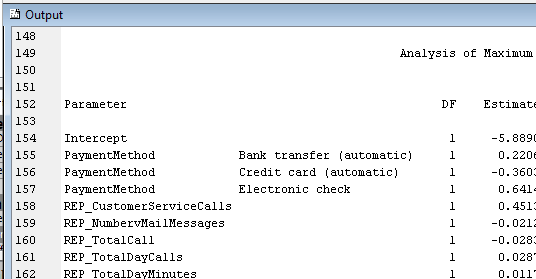 Output
148
149 Analysis of Maximum
150
151
152 Parameter DF Estimate
153
154 Intercept 1 -5.8890
155 PaymentMethod Bank transfer (automatic) 1 0.2206
156 PaymentMethod Credit card (automatic) 1 -0.3603
157 PaymentMethod Electronic check 1 0.6414
158 REP_CustomerServiceCalls 1 0.4513
159 REP_NumbervMailMessages 1 -0.0212
160 REP_TotalCall 1 -0.0283
161 REP_TotalDayCalls 1 0.0287
162 REP_TotalDayMinutes 1 0.0117